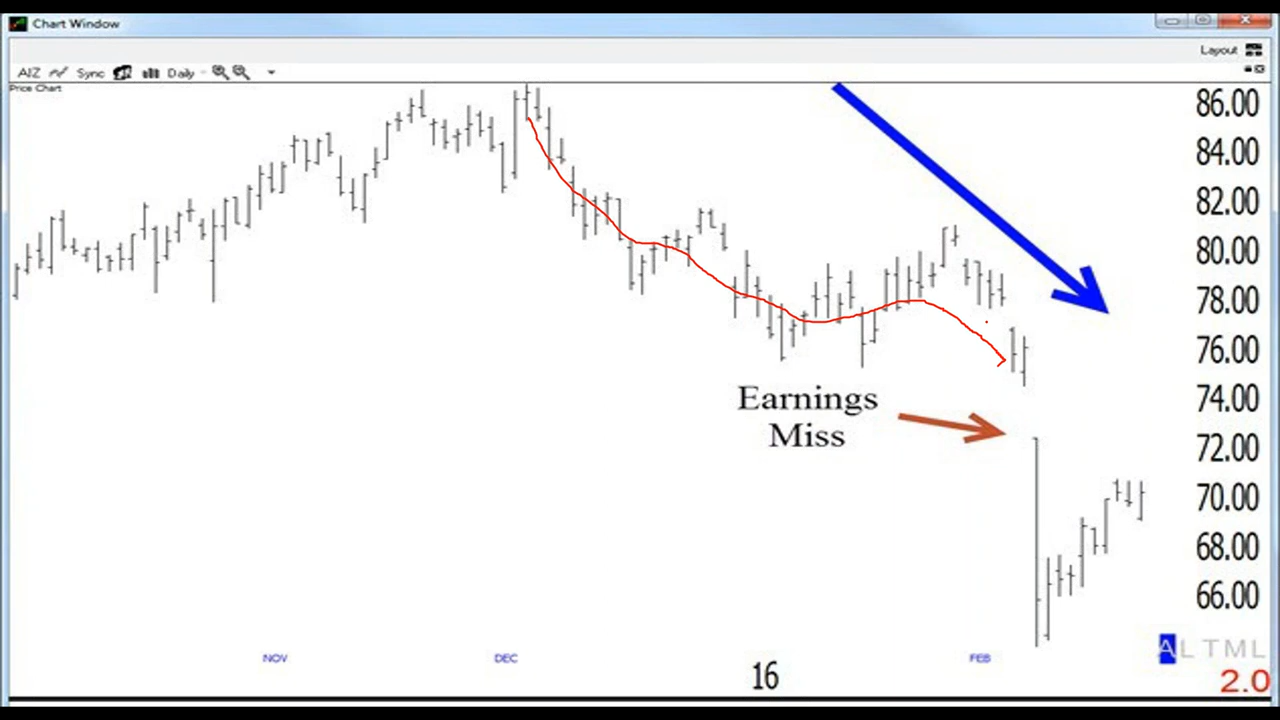 Chart Window
Layout
AIZ Sync Daily
Price Chart
86.00
84.00
82.00
80.00
78.00
76.00
74.00
72.00
70.00
68.00
66.00
Earnings
Miss
NOV DEC 16 FEB
ALTML
2.0